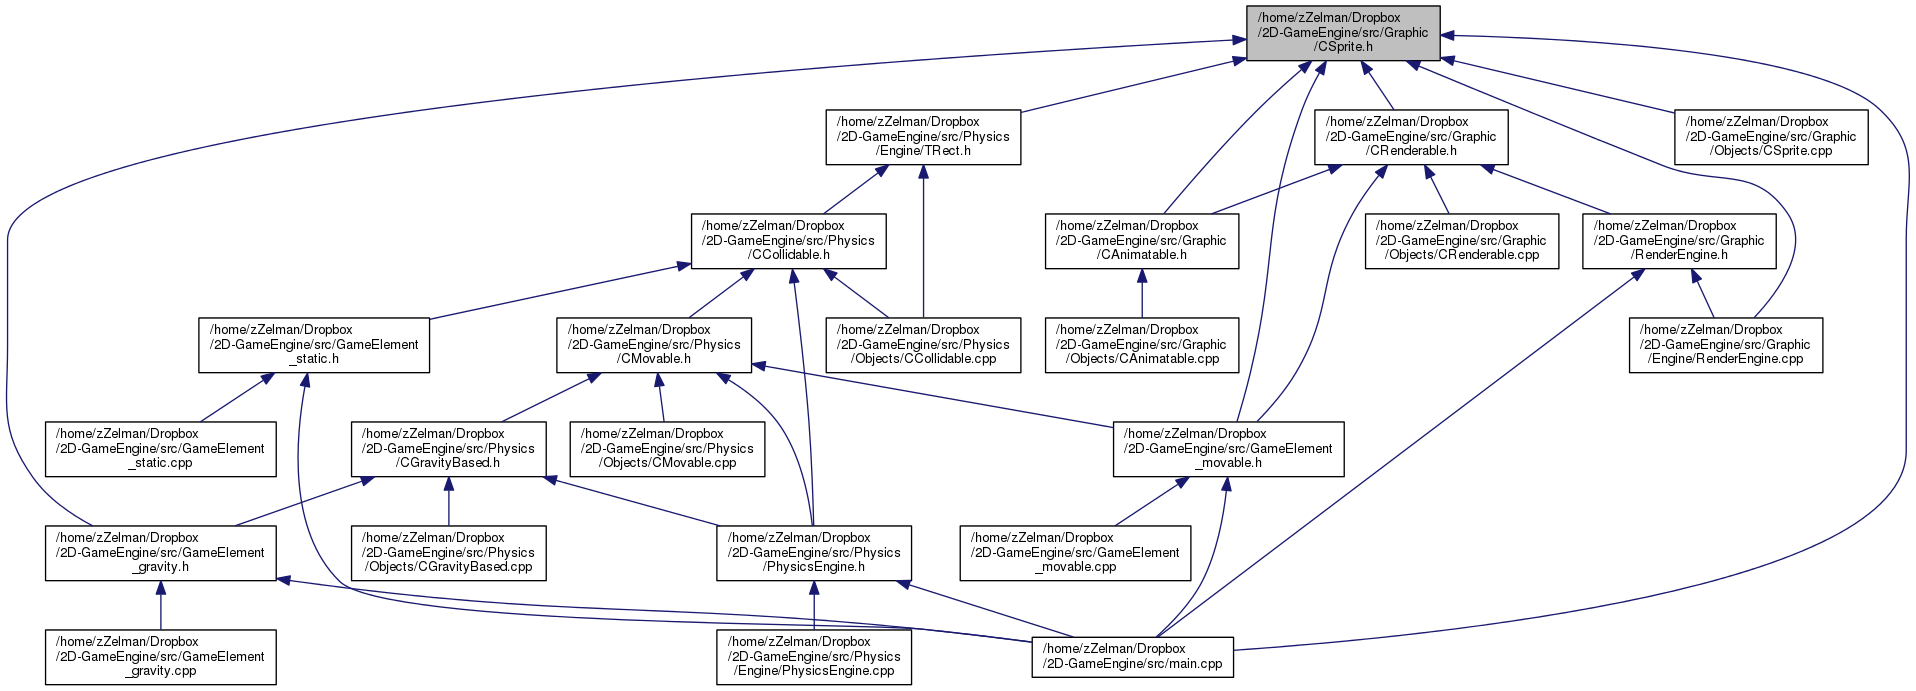 /home/zZelman/Dropbox
/2D-GameEngine/src/Graphic
/CSprite.h
/home/zZelman/Dropbox
/2D-GameEngine/src/Physics
/Engine/TRect.h
/home/zZelman/Dropbox
/2D-GameEngine/src/Graphic
/CRenderable.h
/home/zZelman/Dropbox
/2D-GameEngine/src/Graphic
/Objects/CSprite.cpp
/home/zZelman/Dropbox
/2D-GameEngine/src/Physics
/CCollidable.h
/home/zZelman/Dropbox
/2D-GameEngine/src/Graphic
/CAnimatable.h
/home/zZelman/Dropbox
/2D-GameEngine/src/Graphic
/Objects/CRenderable.cpp
/home/zZelman/Dropbox
/2D-GameEngine/src/Graphic
/RenderEngine.h
/home/zZelman/Dropbox
/2D-GameEngine/src/GameElement
_static.h
/home/zZelman/Dropbox
/2D-GameEngine/src/Physics
/CMovable.h
/home/zZelman/Dropbox
/2D-GameEngine/src/Physics
/Objects/CCollidable.cpp
/home/zZelman/Dropbox
/2D-GameEngine/src/Graphic
/Objects/CAnimatable.cpp
/home/zZelman/Dropbox
/2D-GameEngine/src/Graphic
/Engine/RenderEngine.cpp
/home/zZelman/Dropbox
/2D-GameEngine/src/GameElement
_static.cpp
/home/zZelman/Dropbox
/2D-GameEngine/src/Physics
/CGravityBased.h
/home/zZelman/Dropbox
/2D-GameEngine/src/Physics
/Objects/CMovable.cpp
/home/zZelman/Dropbox
/2D-GameEngine/src/GameElement
_movable.h
/home/zZelman/Dropbox
/2D-GameEngine/src/GameElement
_gravity.h
/home/zZelman/Dropbox
/2D-GameEngine/src/Physics
/Objects/CGravityBased.cpp
/home/zZelman/Dropbox
/2D-GameEngine/src/Physics
/PhysicsEngine.h
/home/zZelman/Dropbox
/2D-GameEngine/src/GameElement
_movable.cpp
/home/zZelman/Dropbox
/2D-GameEngine/src/GameElement
_gravity.cpp
/home/zZelman/Dropbox
/2D-GameEngine/src/Physics
/Engine/PhysicsEngine.cpp
/home/zZelman/Dropbox
/2D-GameEngine/src/main.cpp